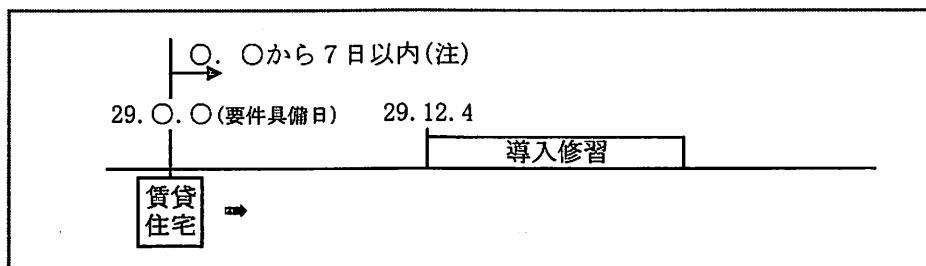 ○. ○から7日以内(注)
29.○.○(要件具備日) 29.12.4
導入修習
賃貸
住宅